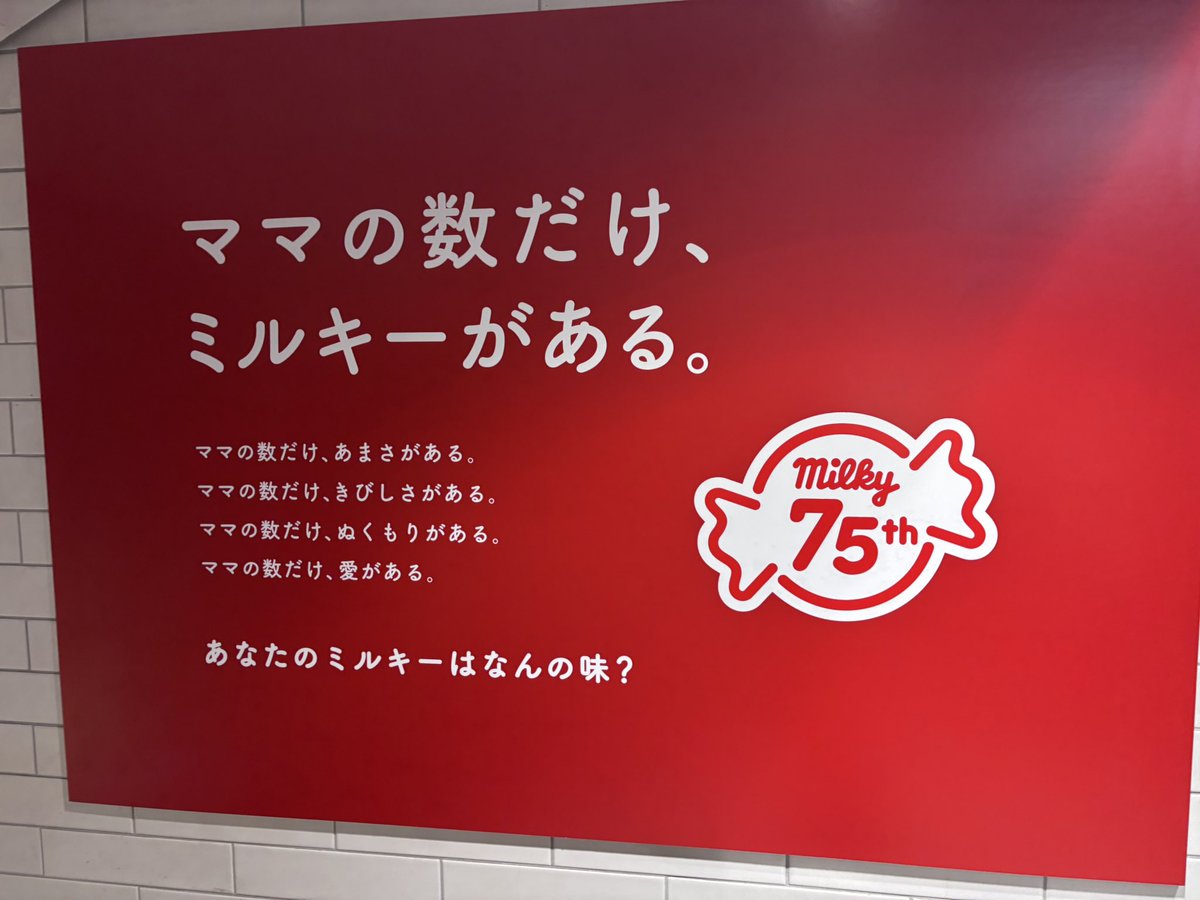 ママの数だけ、
ミルキーがある。
ママの数だけ、あまさがある。
ママの数だけ、きびしさがある。
ママの数だけ、ぬくもりがある。
ママの数だけ、愛がある。
あなたのミルキーはなんの味？
milky
75th